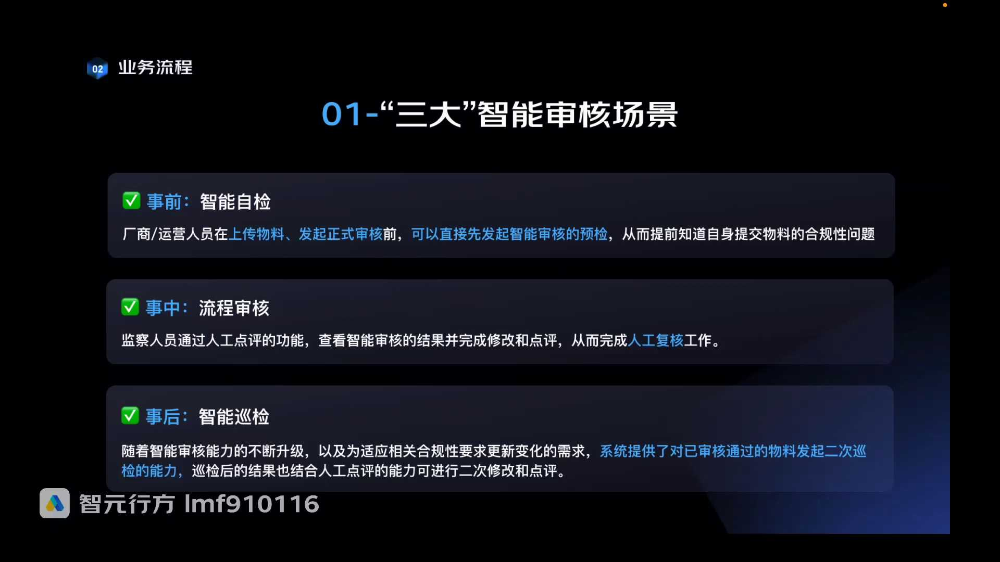 02 业务流程
01-“三大”智能审核场景
✅ 事前：智能自检
厂商/运营人员在上传物料、发起正式审核前，可以直接先发起智能审核的预检，从而提前知道自身提交物料的合规性问题
✅ 事中：流程审核
监察人员通过人工点评的功能，查看智能审核的结果并完成修改和点评，从而完成人工复核工作。
✅ 事后：智能巡检
随着智能审核能力的不断升级，以及为适应相关合规性要求更新变化的需求，系统提供了对已审核通过的物料发起二次巡
检的能力，巡检后的结果也结合人工点评的能力可进行二次修改和点评。
智元行方 lmf910116